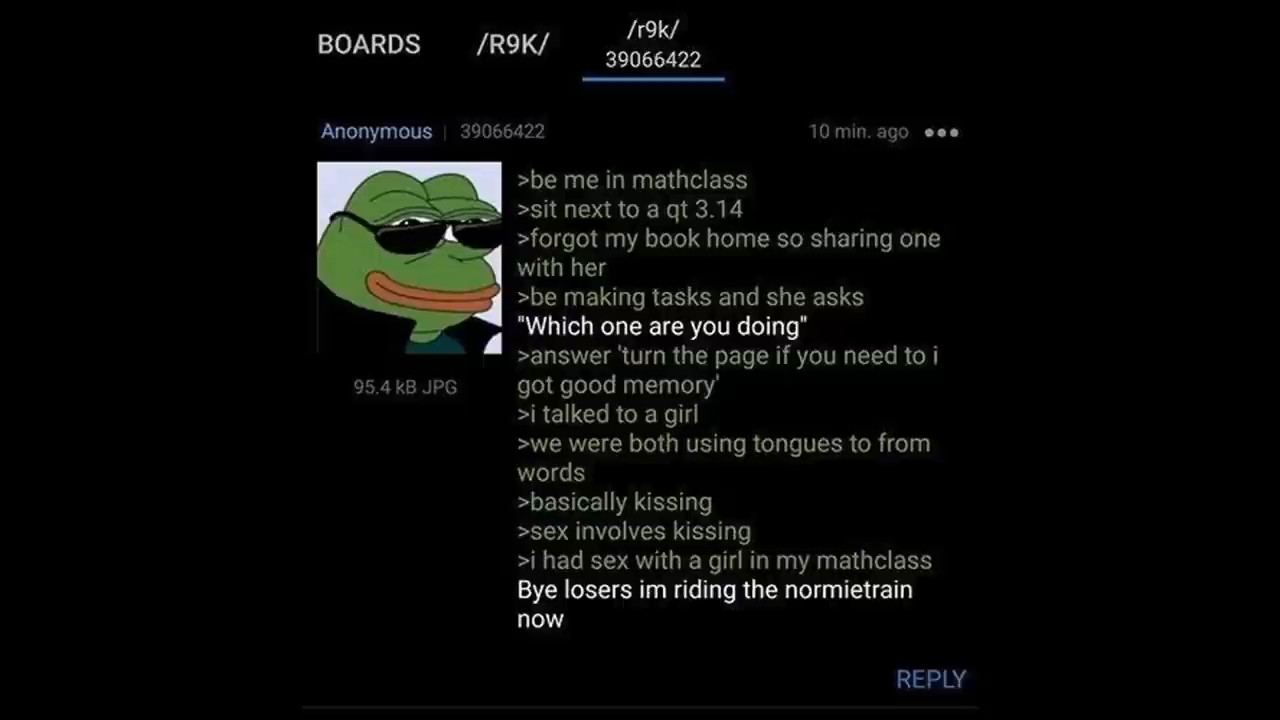 BOARDS /R9K/ /r9k/
39066422
Anonymous | 39066422 10 min. ago •••
>be me in mathclass
>sit next to a qt 3.14
>forgot my book home so sharing one
with her
>be making tasks and she asks
"Which one are you doing"
>answer 'turn the page if you need to i
got good memory'
>i talked to a girl
>we were both using tongues to from
words
>basically kissing
>sex involves kissing
>i had sex with a girl in my mathclass
Bye losers im riding the normietrain
now
95.4 kB JPG
REPLY